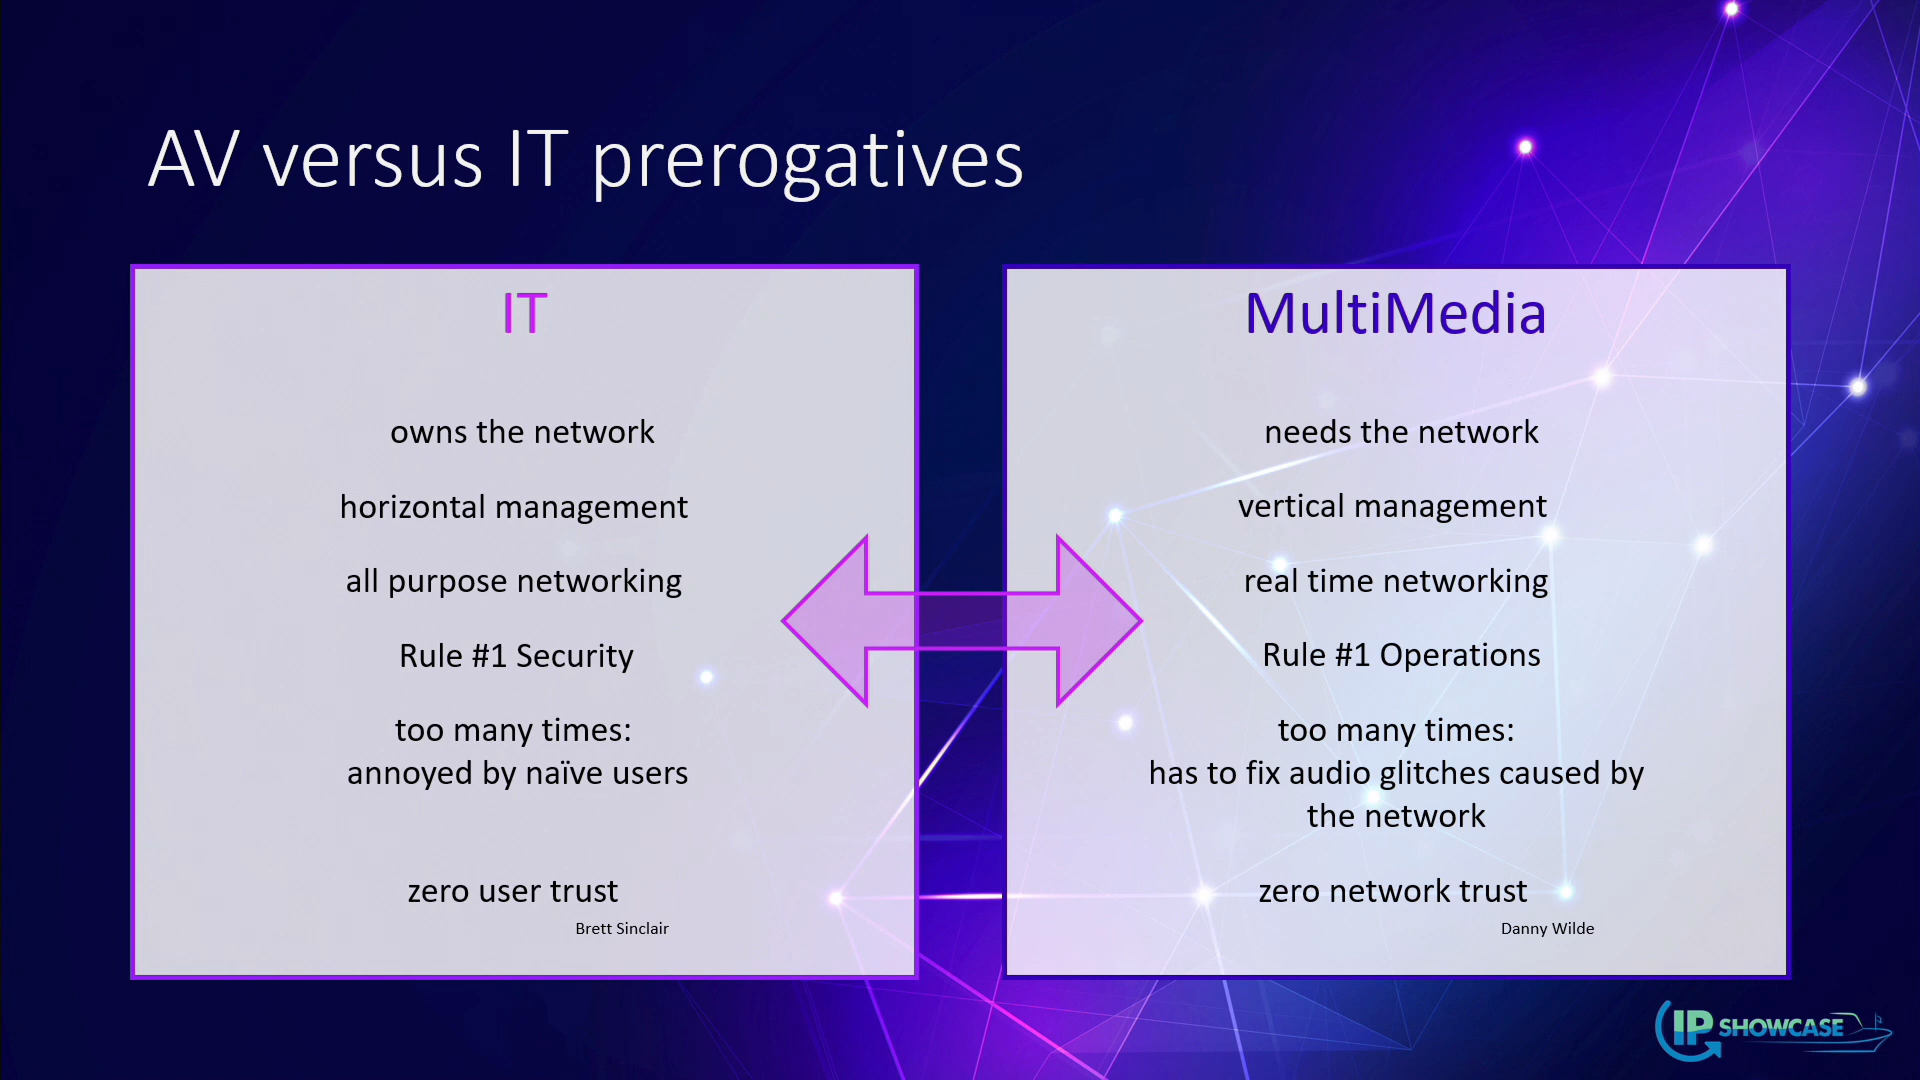 AV versus IT prerogatives
IT
owns the network
horizontal management
all purpose networking
Rule #1 Security
too many times:
annoyed by naïve users
zero user trust
Brett Sinclair
MultiMedia
needs the network
vertical management
real time networking
Rule #1 Operations
too many times:
has to fix audio glitches caused by
the network
zero network trust
Danny Wilde
IP SHOWCASE